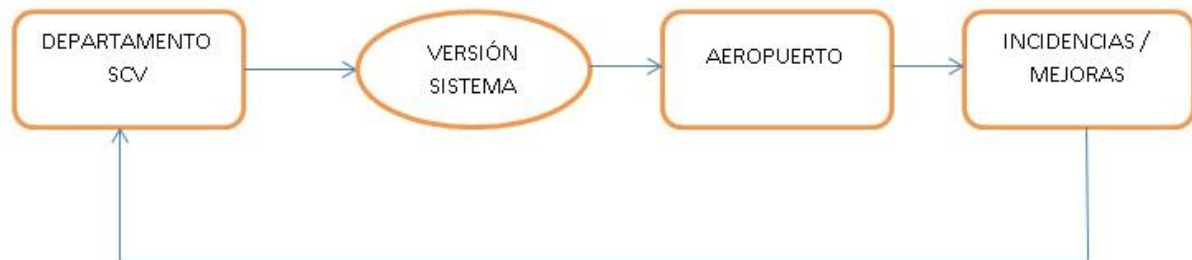 DEPARTAMENTO
SCV
VERSIÓN
SISTEMA
AEROPUERTO
INCIDENCIAS /
MEJORAS